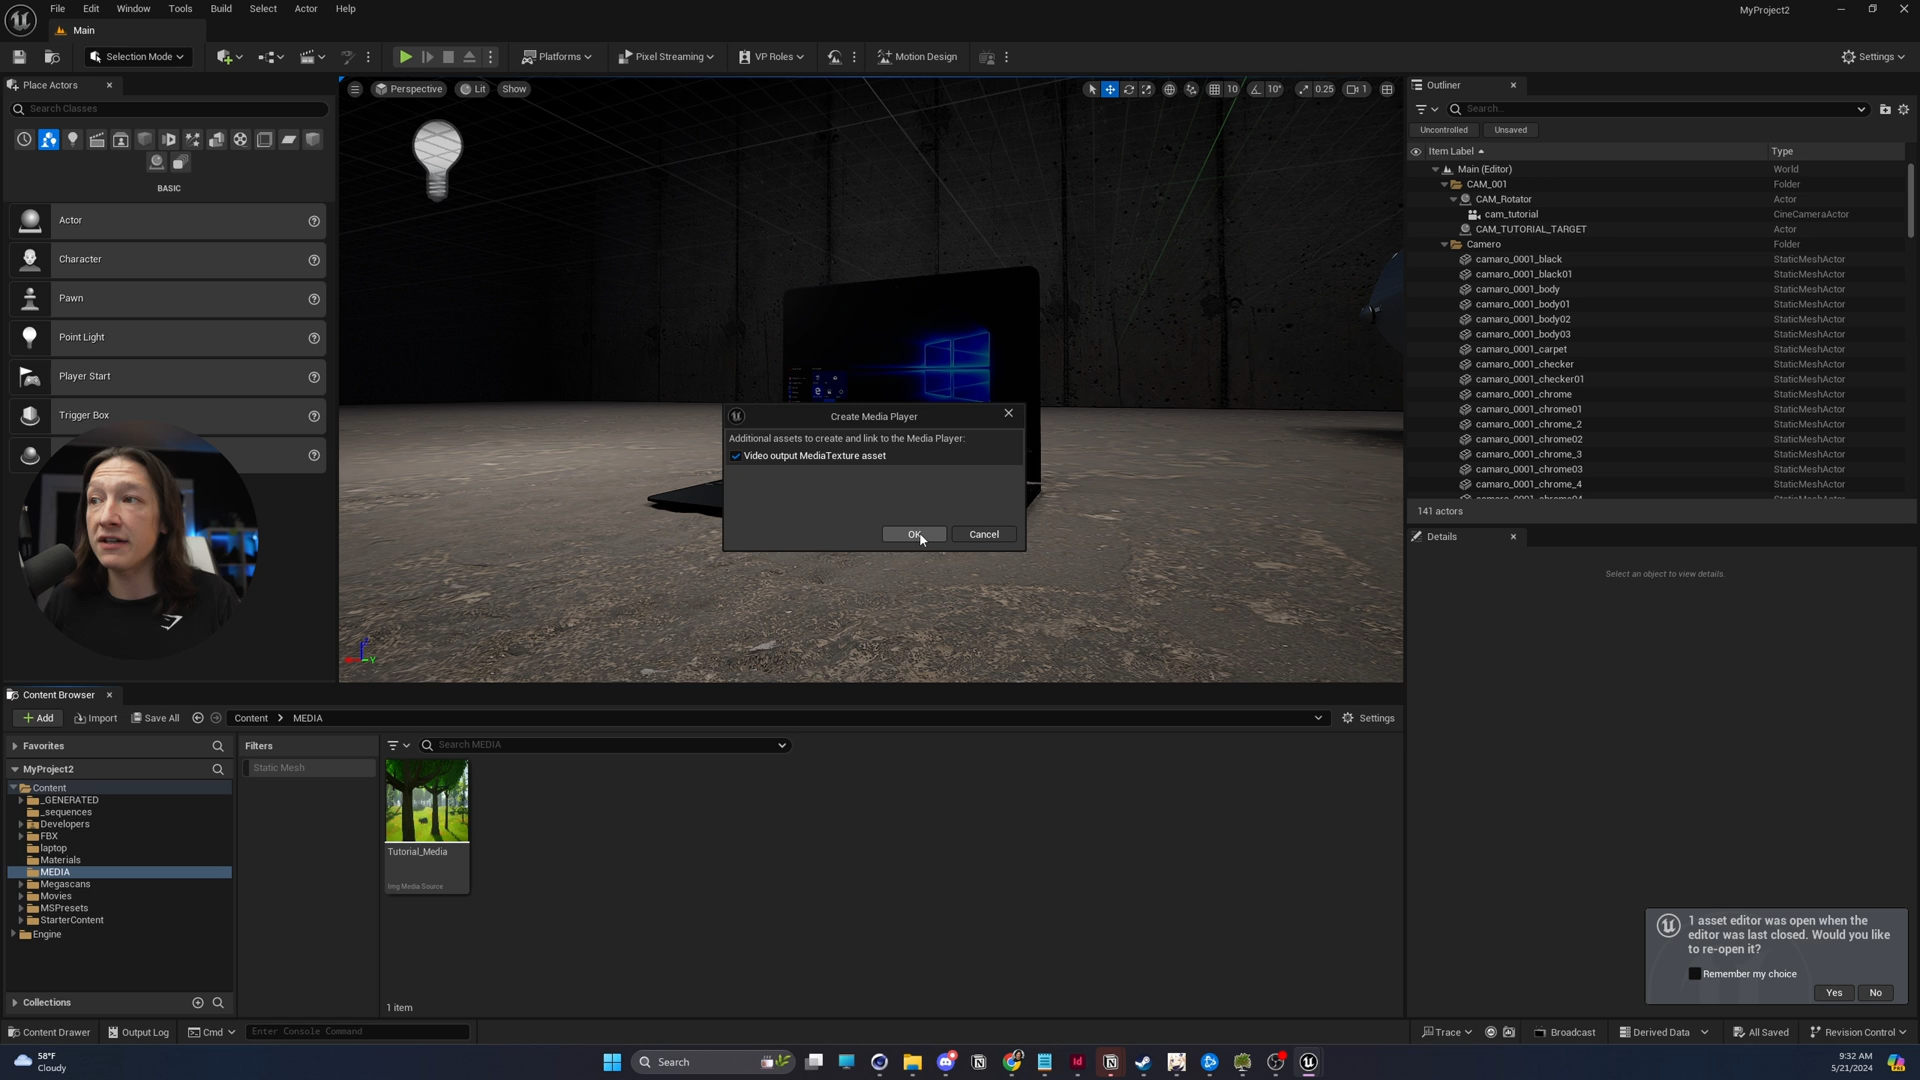 File Edit Window Tools Build Select Actor Help
MyProject2
Main
Selection Mode
Platforms
Pixel Streaming
VP Roles
Motion Design
Settings
Place Actors
Search Classes
BASIC
Actor
Character
Pawn
Point Light
Player Start
Trigger Box
Perspective
Lit
Show
10
10°
0.25
1
Create Media Player
Additional assets to create and link to the Media Player:
Video output MediaTexture asset
OK
Cancel
Outliner
Search...
Uncontrolled
Unsaved
Item Label
Type
Main (Editor) World
CAM_001 Folder
CAM_Rotator Actor
cam_tutorial CineCameraActor
CAM_TUTORIAL_TARGET Actor
Camero Folder
camaro_0001_black StaticMeshActor
camaro_0001_black01 StaticMeshActor
camaro_0001_body StaticMeshActor
camaro_0001_body01 StaticMeshActor
camaro_0001_body02 StaticMeshActor
camaro_0001_body03 StaticMeshActor
camaro_0001_carpet StaticMeshActor
camaro_0001_checker StaticMeshActor
camaro_0001_checker01 StaticMeshActor
camaro_0001_chrome StaticMeshActor
camaro_0001_chrome01 StaticMeshActor
camaro_0001_chrome_2 StaticMeshActor
camaro_0001_chrome02 StaticMeshActor
camaro_0001_chrome_3 StaticMeshActor
camaro_0001_chrome03 StaticMeshActor
camaro_0001_chrome_4 StaticMeshActor
camaro_0001_chrome04 StaticMeshActor
141 actors
Details
Select an object to view details.
Content Browser
Add
Import
Save All
Content
MEDIA
Settings
Favorites
MyProject2
Content
_GENERATED
_sequences
Developers
FBX
laptop
Materials
MEDIA
Megascans
Movies
MSPresets
StarterContent
Engine
Collections
Filters
Static Mesh
Search MEDIA
Tutorial_Media
Img Media Source
1 item
1 asset editor was open when the
editor was last closed. Would you like
to re-open it?
Remember my choice
Yes
No
Content Drawer
Output Log
Cmd
Enter Console Command
Trace
Broadcast
Derived Data
All Saved
Revision Control
58°F
Cloudy
Search
Id
9:32 AM
5/21/2024